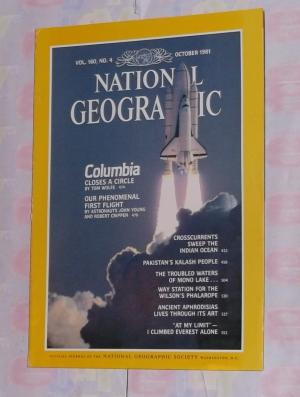 VOL. 160, NO. 4
OCTOBER 1981
NATIONAL
GEOGRAPHIC
Columbia
CLOSES A CIRCLE
BY TOM WOLFE
OUR PHENOMENAL
FIRST FLIGHT
BY ASTRONAUTS JOHN YOUNG
AND ROBERT CRIPPEN
CROSSCURRENTS
SWEEP THE
INDIAN OCEAN
PAKISTAN'S KALASH PEOPLE
THE TROUBLED WATERS
OF MONO LAKE . . . 504
WAY STATION FOR THE
WILSON'S PHALAROPE
ANCIENT APHRODISIAS
LIVES THROUGH ITS ART
"AT MY LIMIT"—
I CLIMBED EVEREST ALONE
OFFICIAL JOURNAL OF THE NATIONAL GEOGRAPHIC SOCIETY WASHINGTON, D.C.